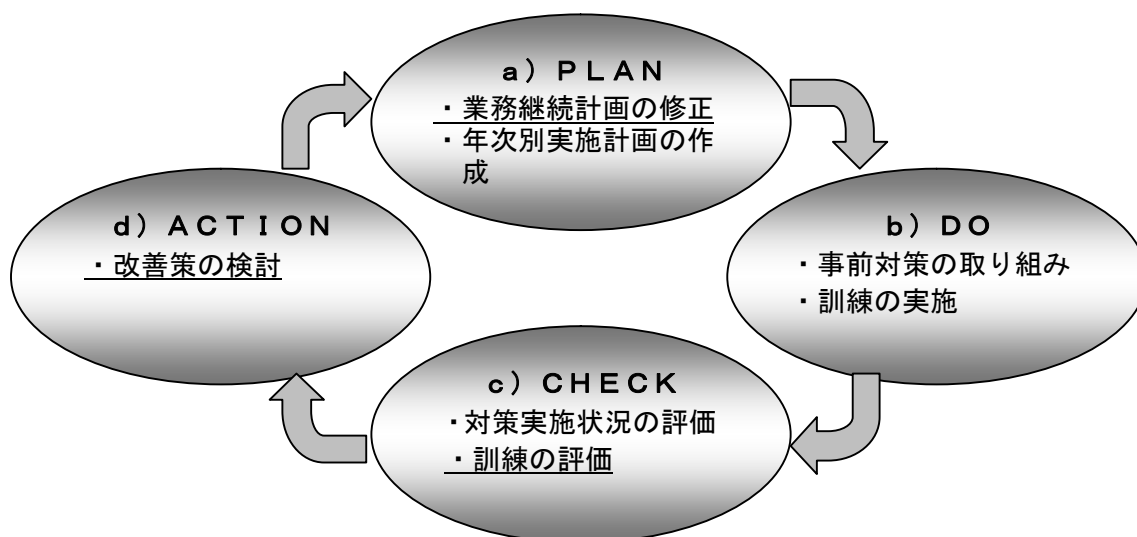 ａ）ＰＬＡＮ
・業務継続計画の修正
・年次別実施計画の作
成
ｂ）ＤＯ
・事前対策の取り組み
・訓練の実施
ｃ）ＣＨＥＣＫ
・対策実施状況の評価
・訓練の評価
ｄ）ＡＣＴＩＯＮ
・改善策の検討